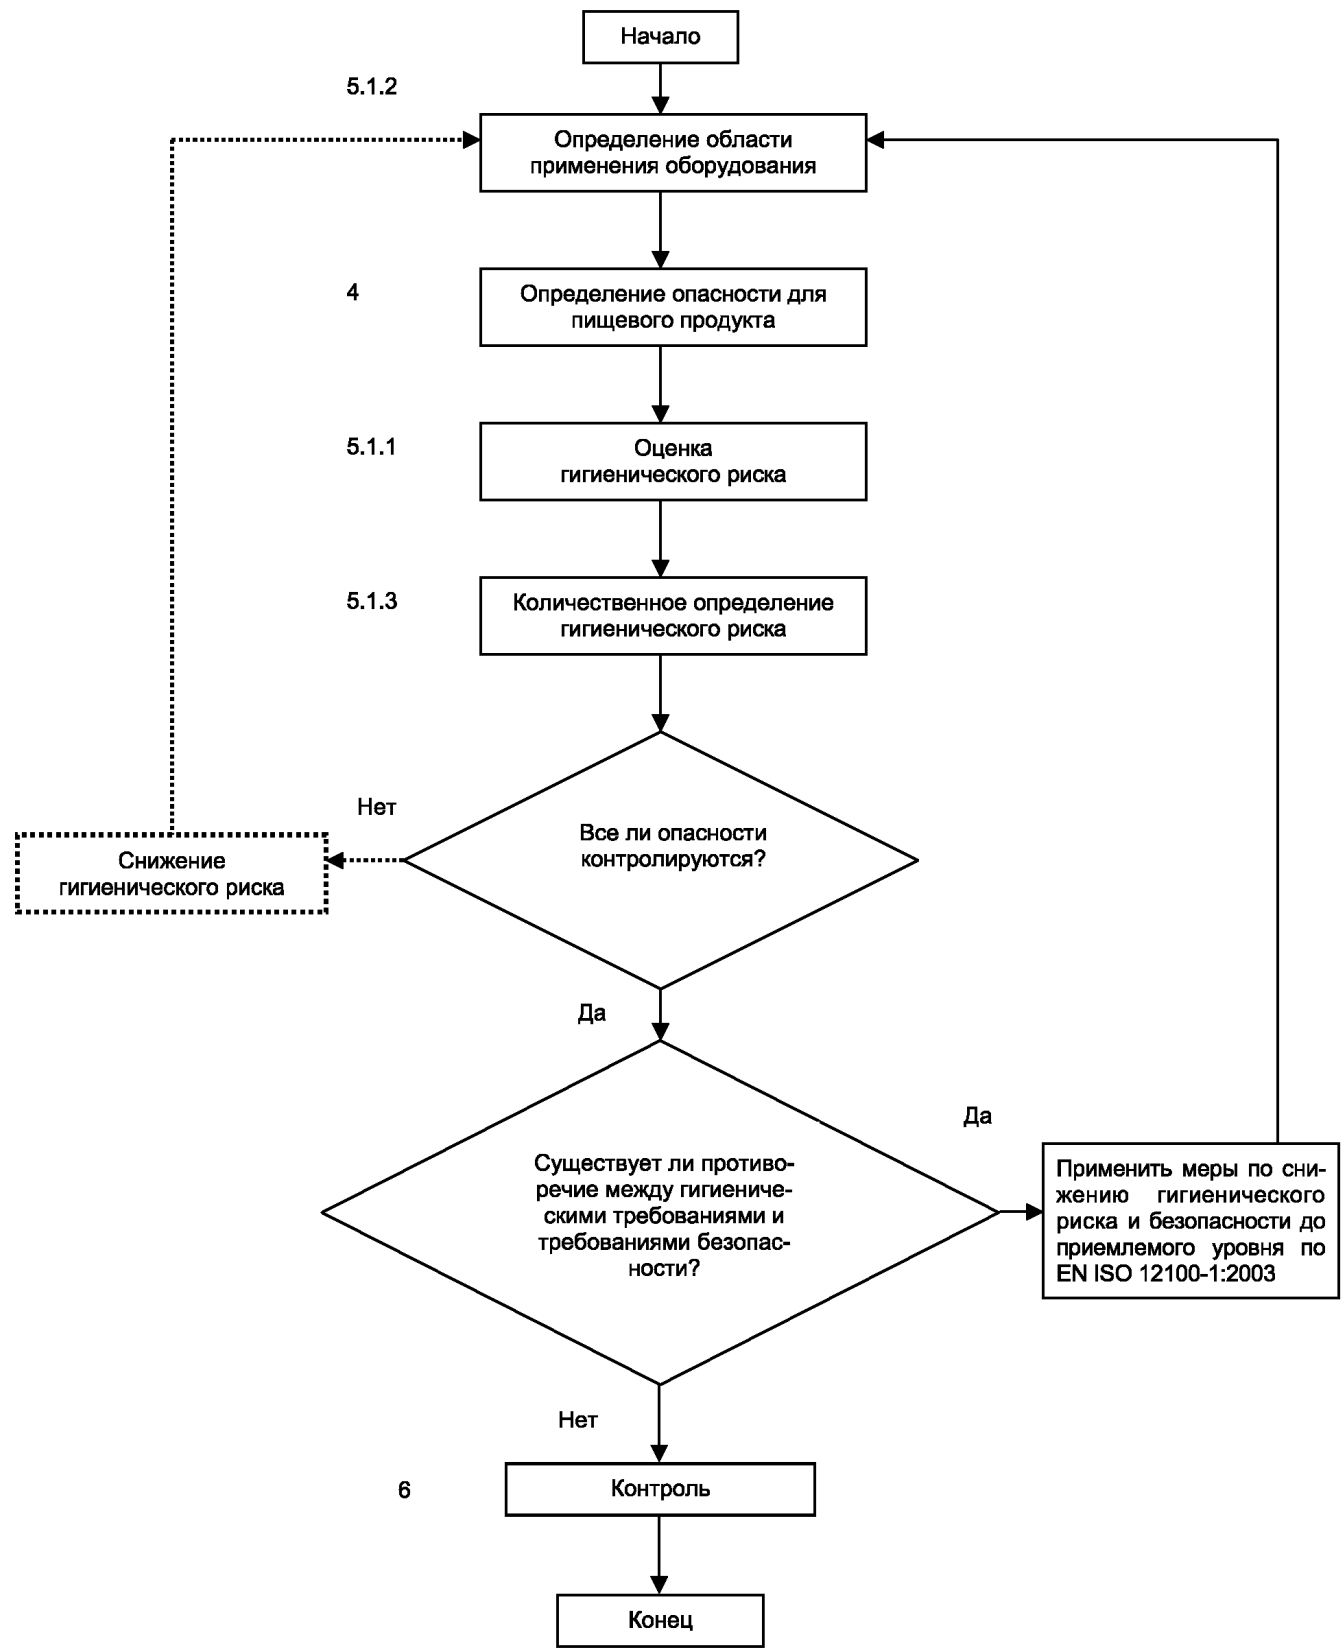 Начало
5.1.2
Определение области
применения оборудования
4
Определение опасности для
пищевого продукта
5.1.1
Оценка
гигиенического риска
5.1.3
Количественное определение
гигиенического риска
Нет
Все ли опасности
контролируются?
Снижение
гигиенического риска
Да
Да
Существует ли противо-
речие между гигиениче-
скими требованиями и
требованиями безопас-
ности?
Применить меры по сни-
жению гигиенического
риска и безопасности до
приемлемого уровня по
EN ISO 12100-1:2003
Нет
6
Контроль
Конец